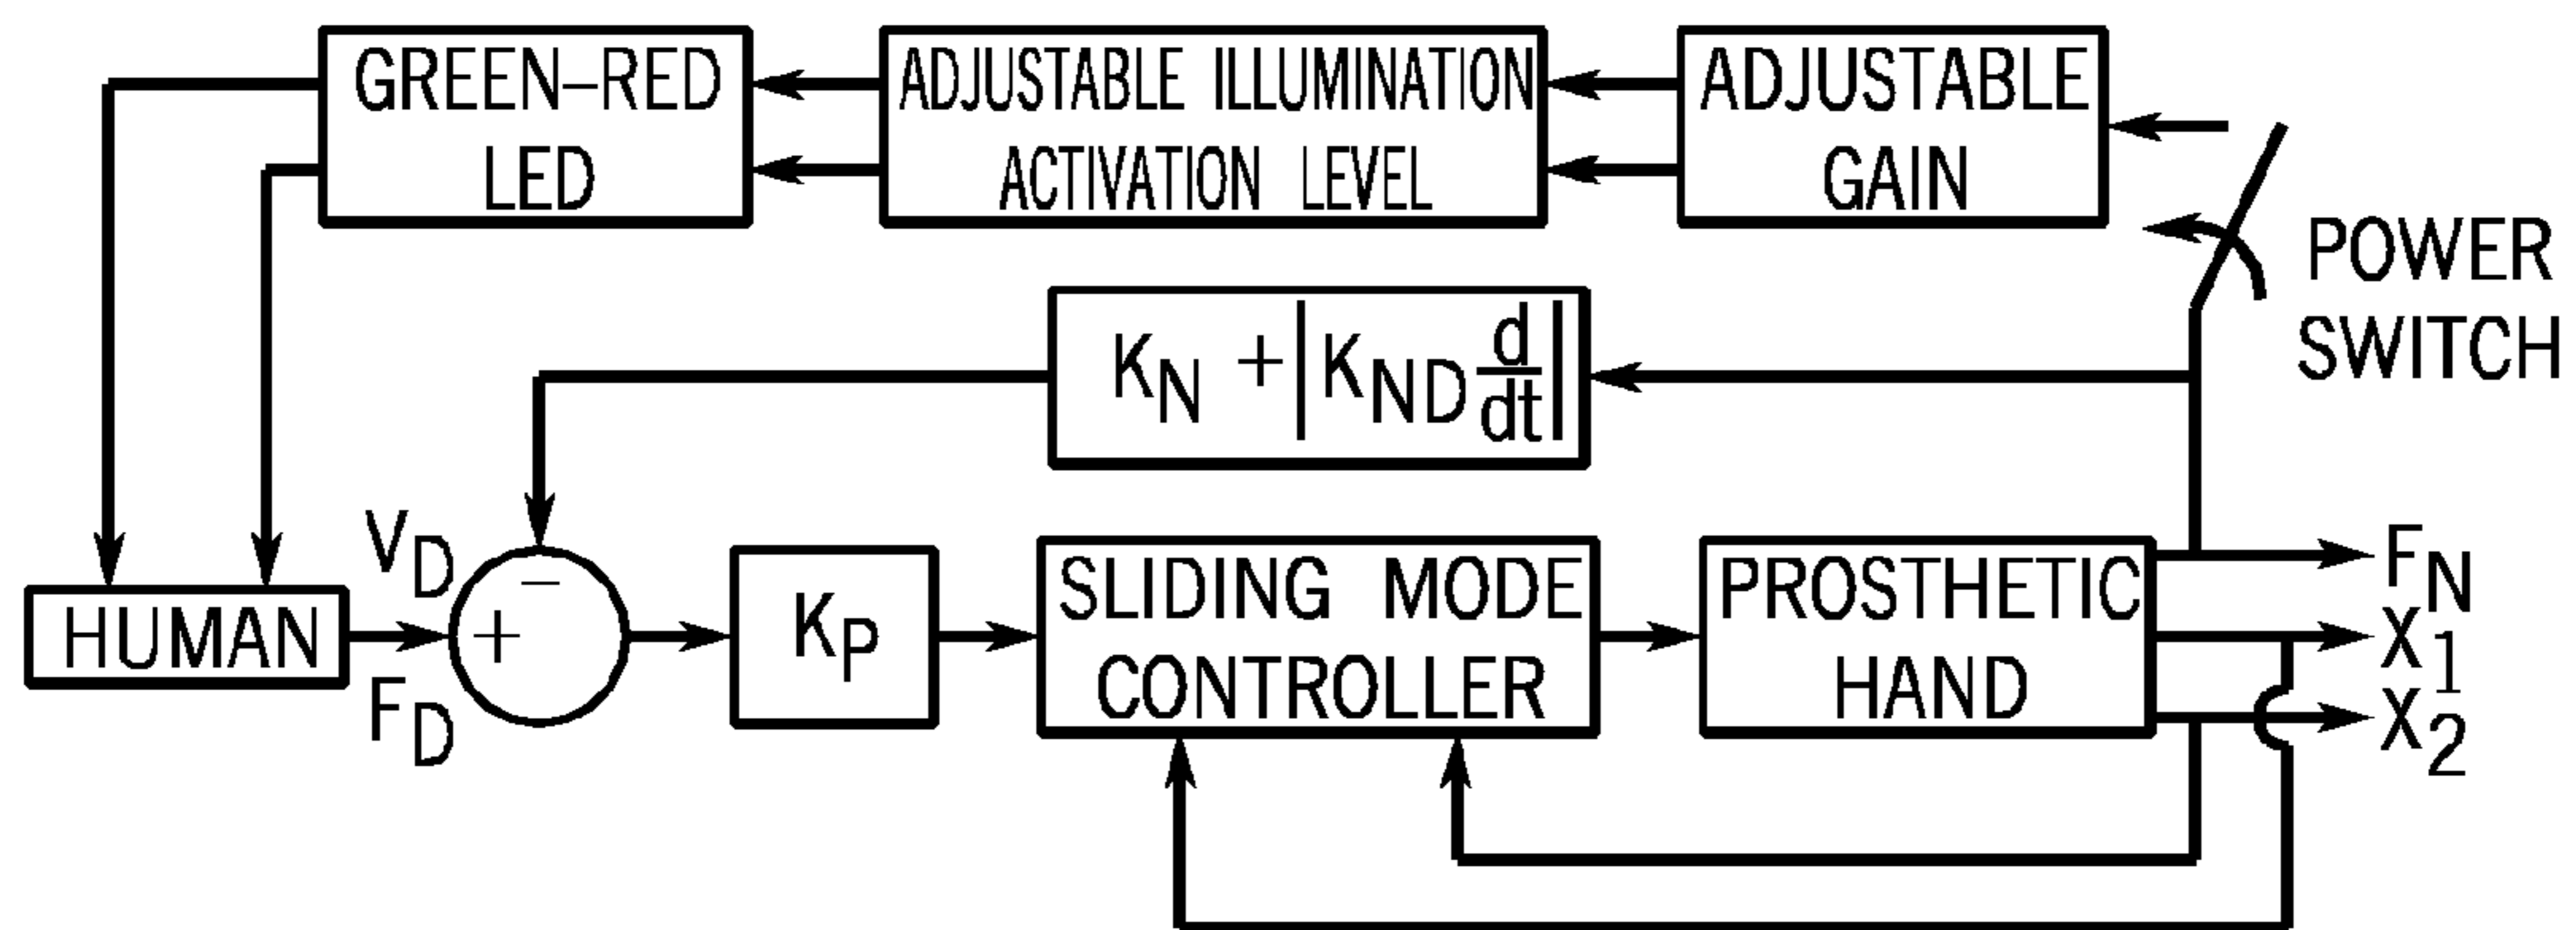 GREEN–RED
LED
ADJUSTABLE ILLUMINATION
ACTIVATION LEVEL
ADJUSTABLE
GAIN
POWER
SWITCH
K_N + |K_ND d/dt|
HUMAN
V_D
F_D
+
−
K_P
SLIDING MODE
CONTROLLER
PROSTHETIC
HAND
F_N
X_1
X_2